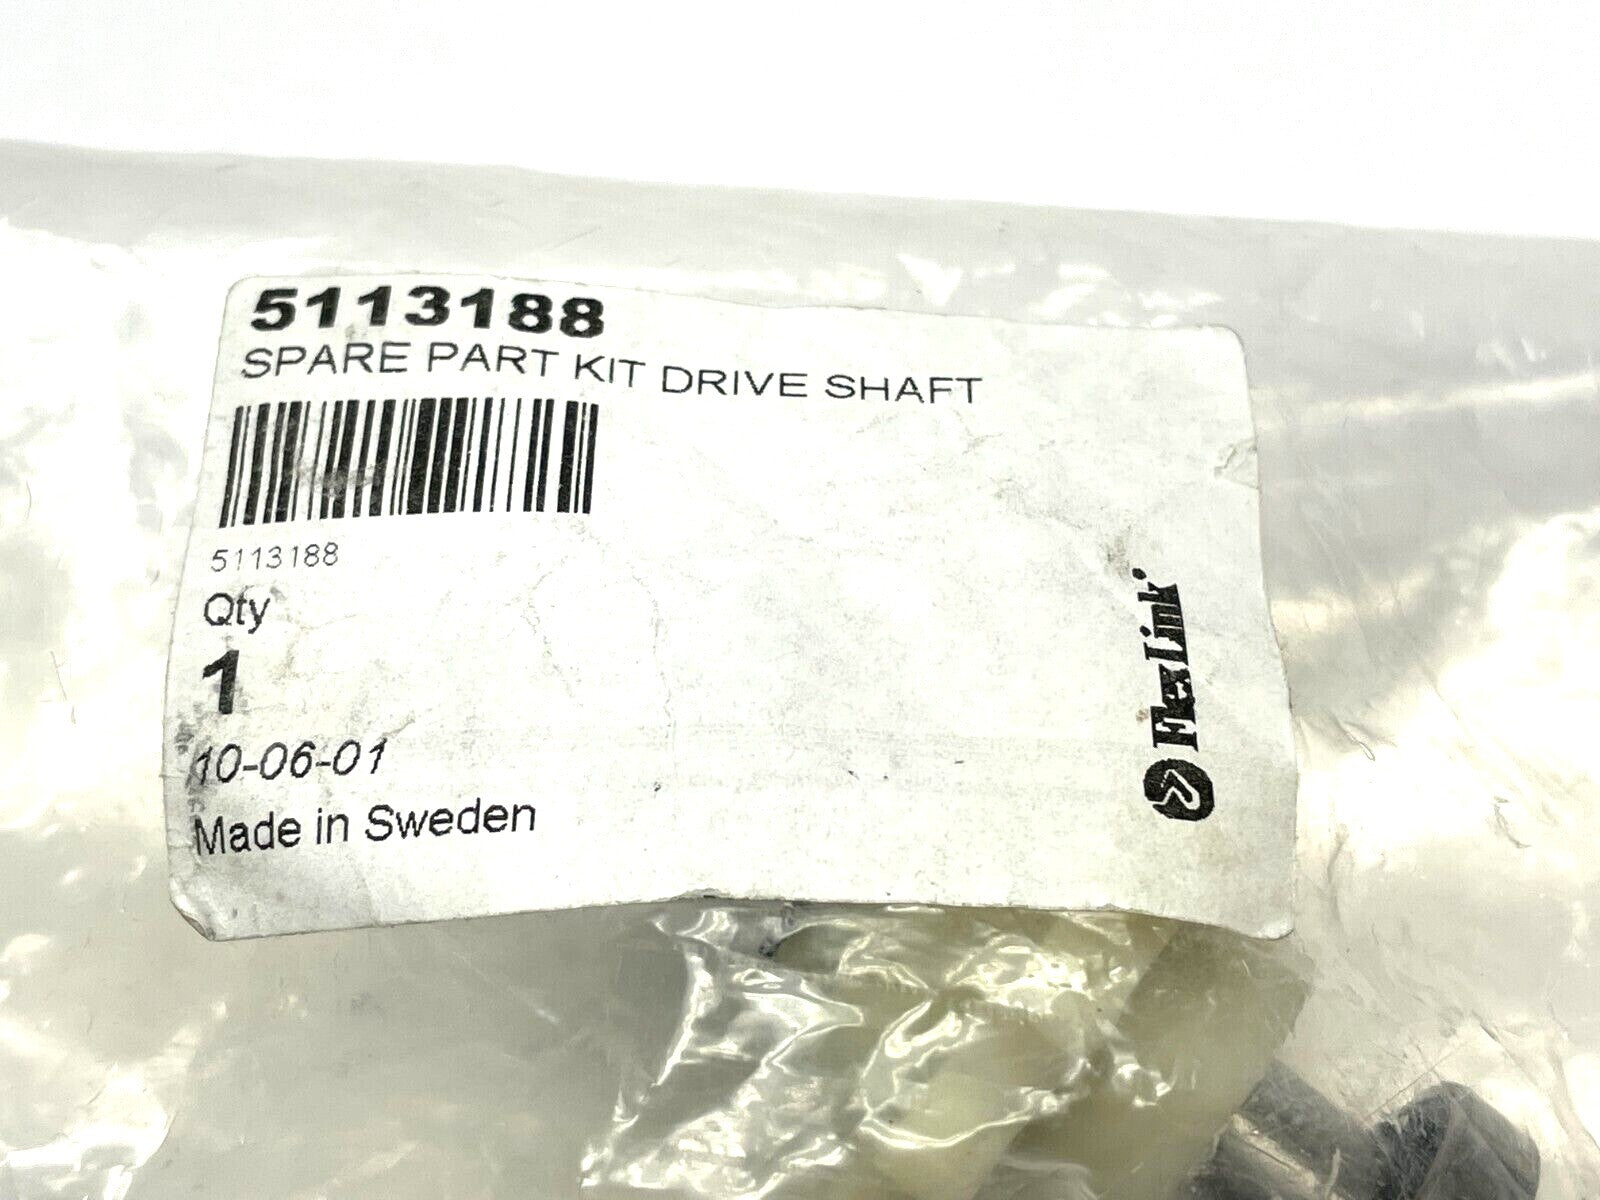 5113188
SPARE PART KIT DRIVE SHAFT
5113188
Qty
1
10-06-01
Made in Sweden
FlexLink